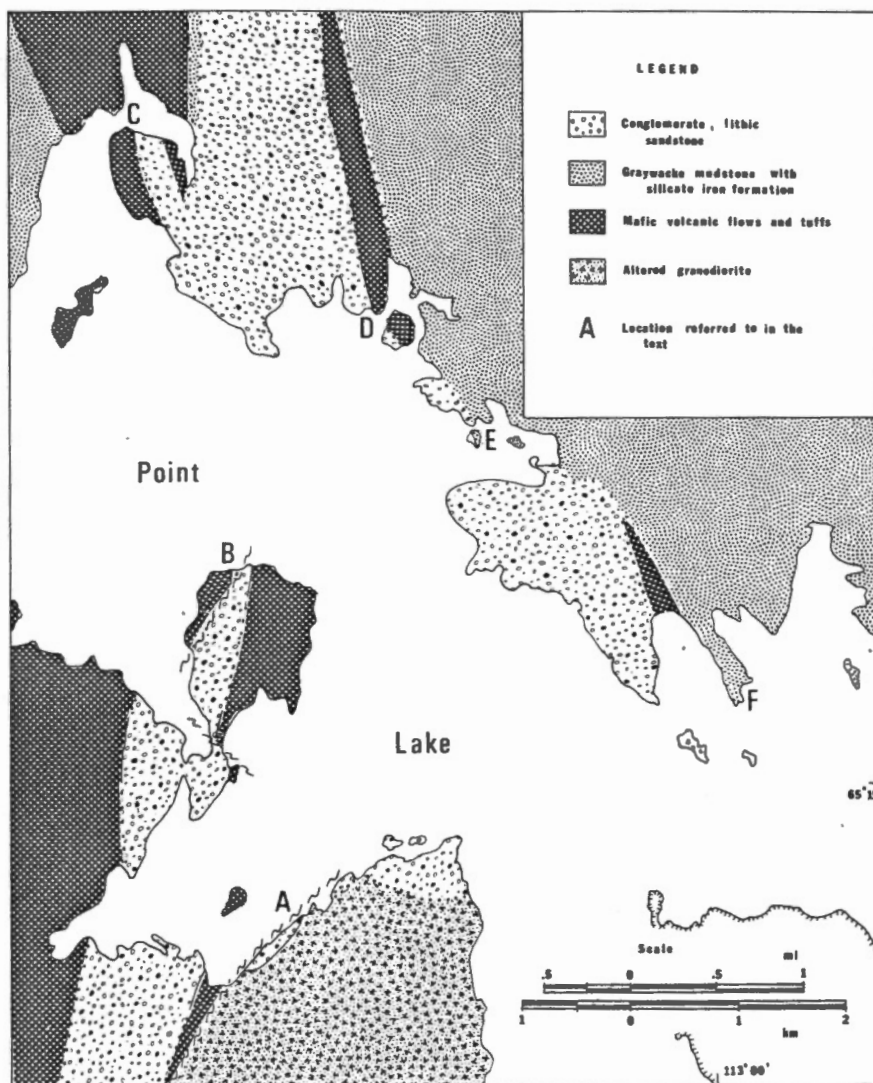 LEGEND
Conglomerate, lithic
sandstone
Graywacke mudstone with
silicate iron formation
Mafic volcanic flows and tuffs
Altered granodiorite
A Location referred to in the
text
C
D
E
Point
B
F
Lake
65°15
A
Scale
mi
.5 0 .5 1
1 0 1 2
km
113°00'